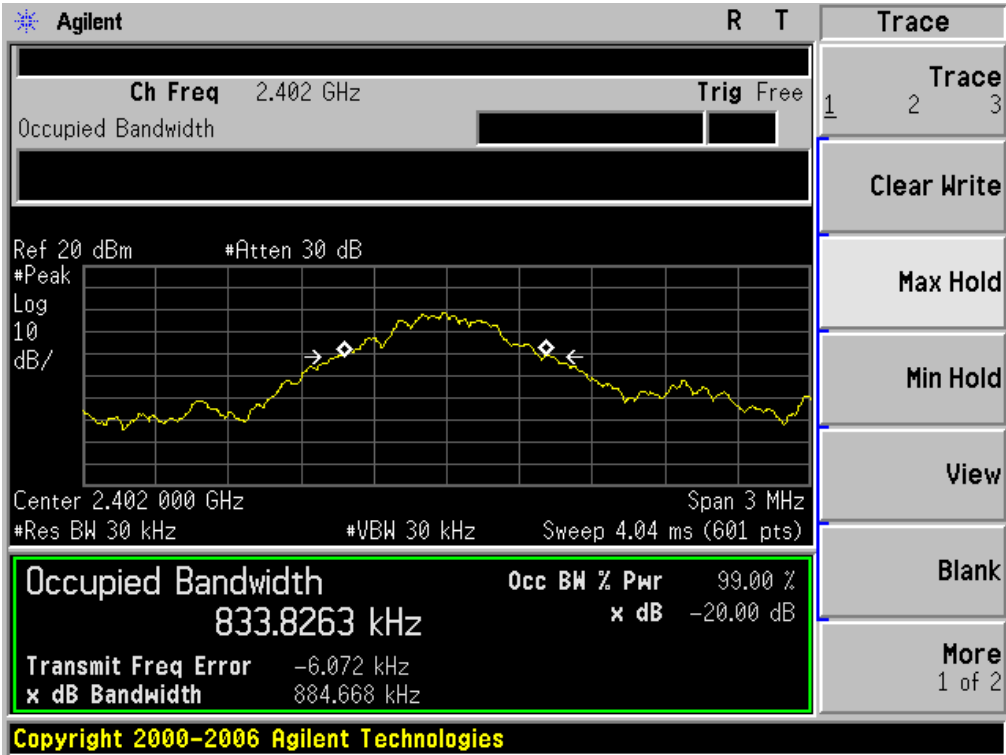 Agilent R T
Trace
Ch Freq 2.402 GHz Trig Free
Occupied Bandwidth
Trace
1 2 3
Clear Write
Max Hold
Min Hold
View
Blank
More
1 of 2
Ref 20 dBm #Atten 30 dB
#Peak
Log
10
dB/
Center 2.402 000 GHz Span 3 MHz
#Res BW 30 kHz #VBW 30 kHz Sweep 4.04 ms (601 pts)
Occupied Bandwidth Occ BW % Pwr 99.00 %
833.8263 kHz x dB -20.00 dB
Transmit Freq Error -6.072 kHz
x dB Bandwidth 884.668 kHz
Copyright 2000-2006 Agilent Technologies